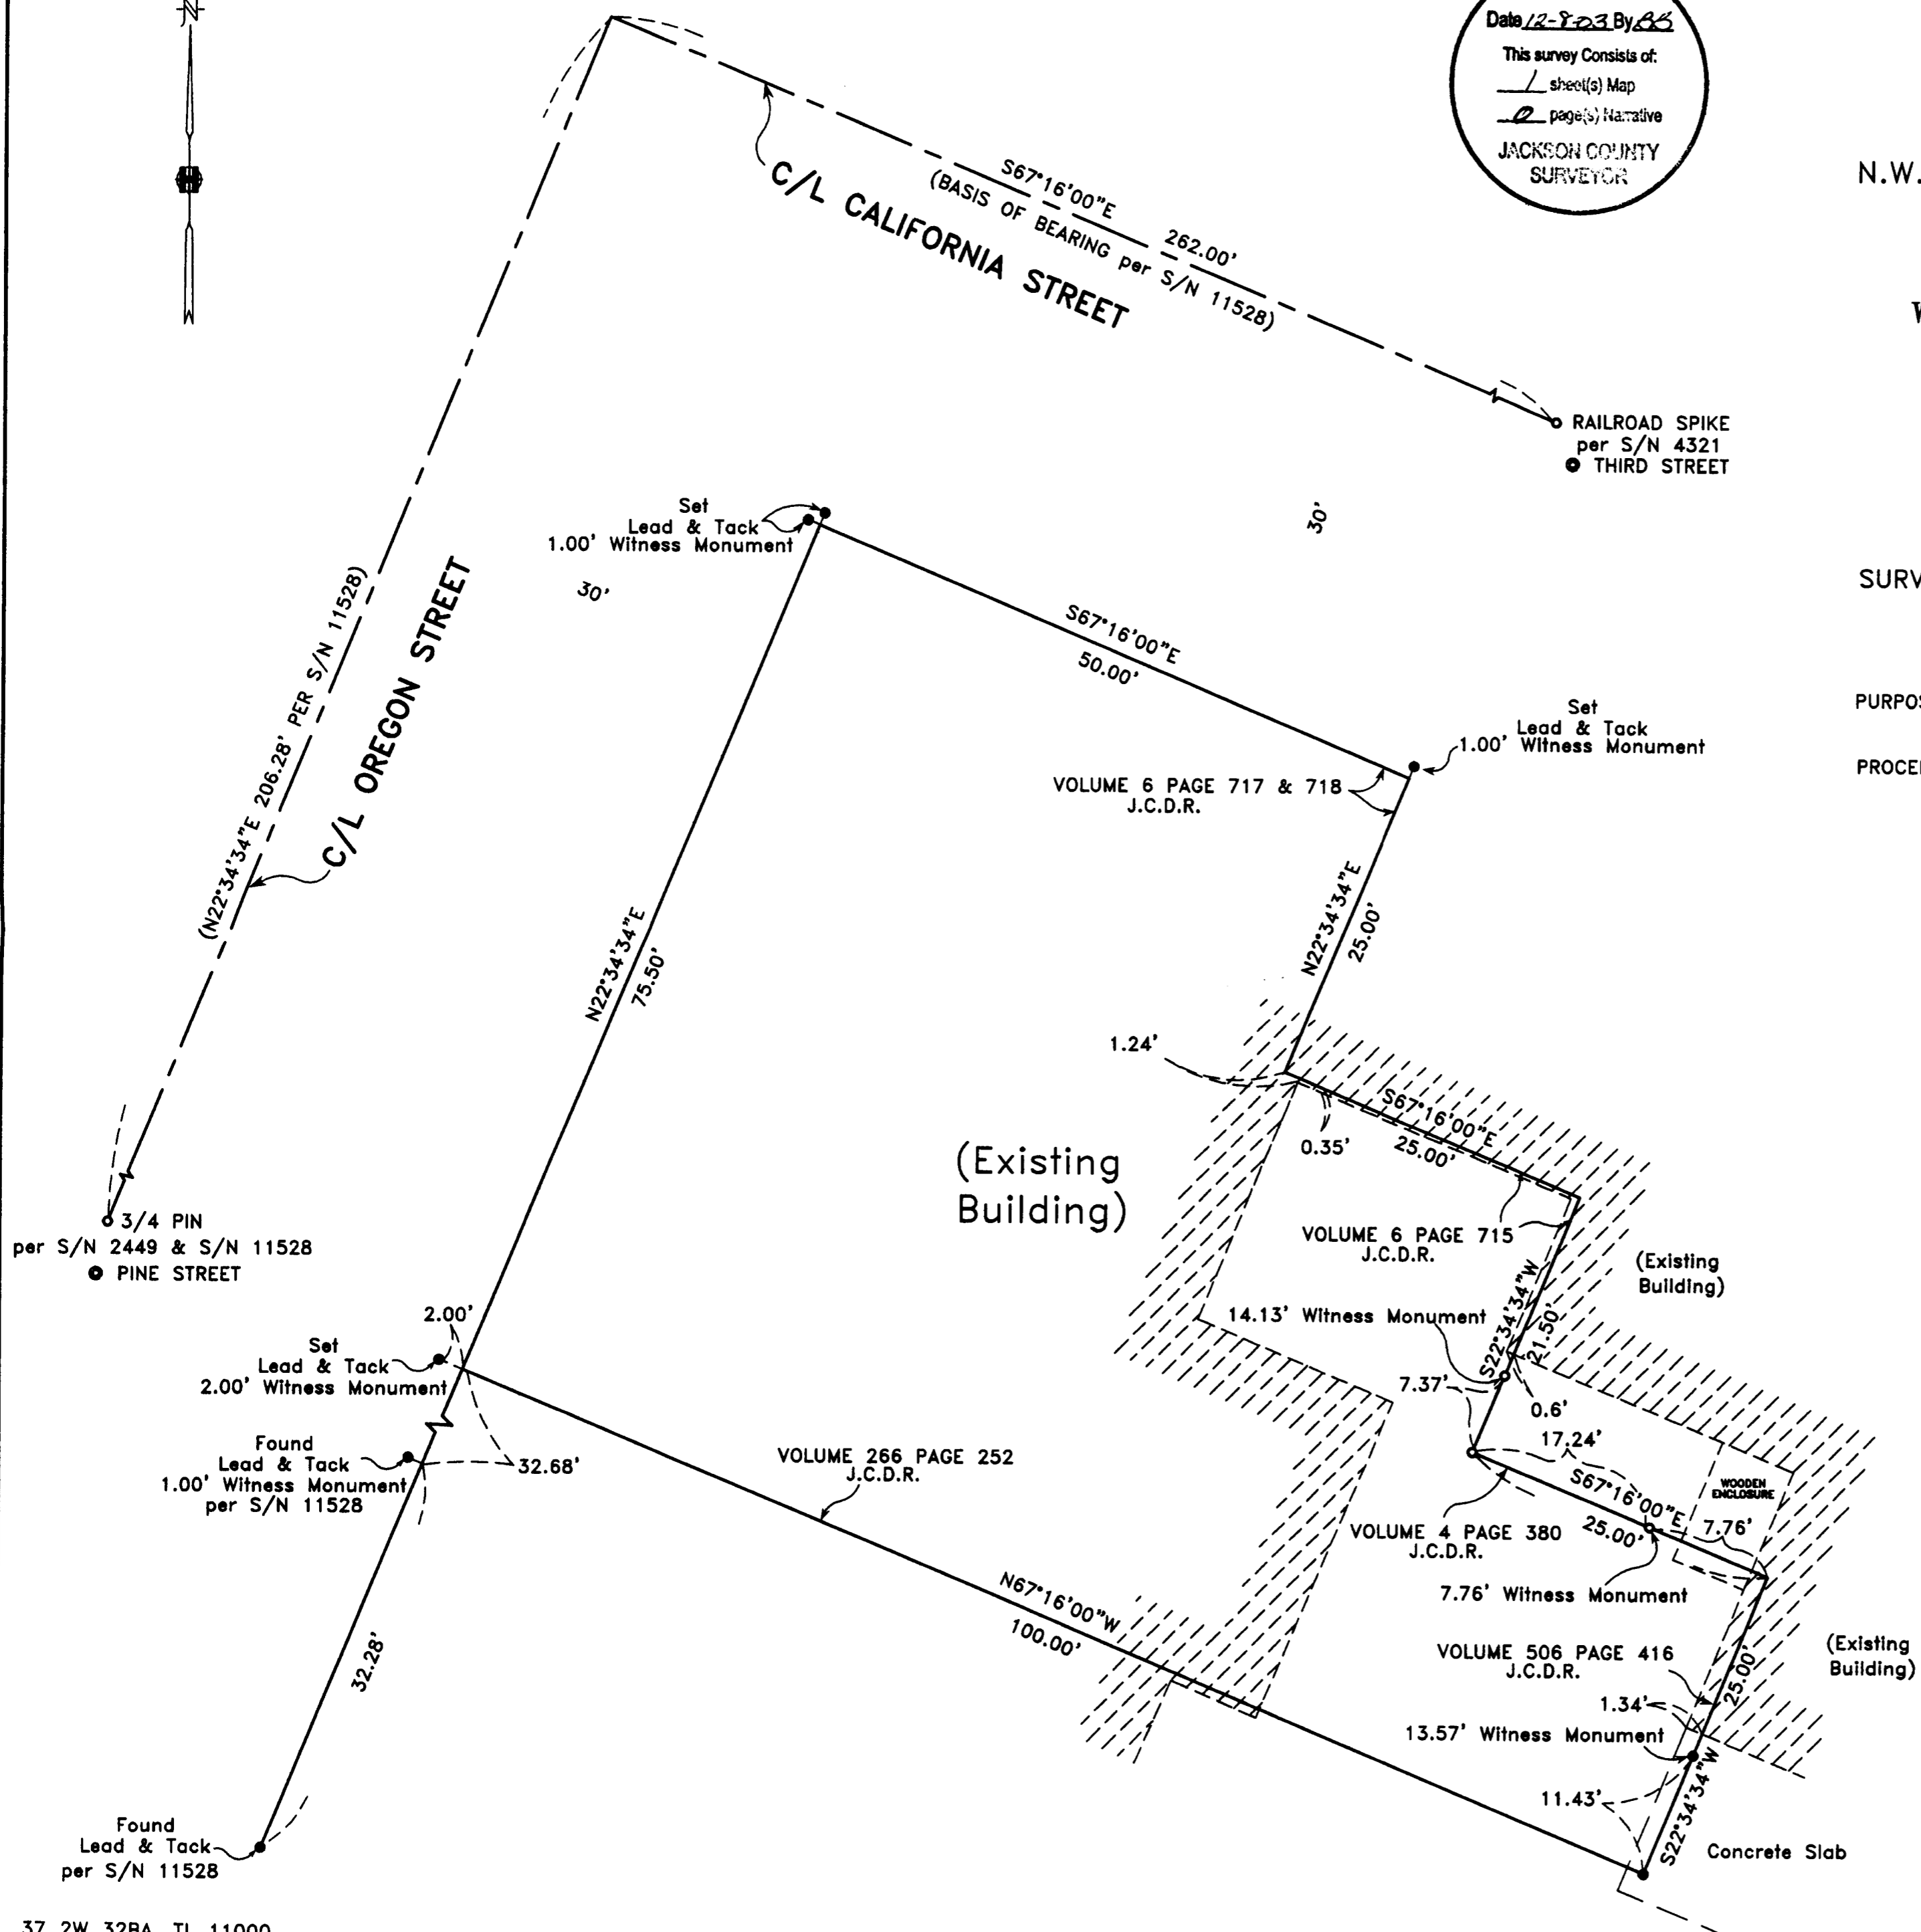 N
Date 12-8-03 By BB
This survey Consists of:
1 sheet(s) Map
0 page(s) Narrative
JACKSON COUNTY
SURVEYOR
N.W.
S67°16'00"E 262.00'
(BASIS OF BEARING per S/N 11528)
C/L CALIFORNIA STREET
RAILROAD SPIKE
per S/N 4321
THIRD STREET
Set
Lead & Tack
1.00' Witness Monument
30'
30'
SURV
(N22°34'34"E 206.28' PER S/N 11528)
C/L OREGON STREET
S67°16'00"E
50.00'
Set
Lead & Tack
1.00' Witness Monument
PURPOS
PROCE
VOLUME 6 PAGE 717 & 718
J.C.D.R.
N22°34'34"E
25.00'
N22°34'34"E
75.50'
1.24'
0.35'
S67°16'00"E
25.00'
(Existing
Building)
3/4 PIN
per S/N 2449 & S/N 11528
PINE STREET
VOLUME 6 PAGE 715
J.C.D.R.
(Existing
Building)
14.13' Witness Monument
S22°34'34"W
21.50'
2.00'
Set
Lead & Tack
2.00' Witness Monument
7.37'
0.6'
17.24'
Found
Lead & Tack
1.00' Witness Monument
per S/N 11528
32.68'
VOLUME 266 PAGE 252
J.C.D.R.
WOODEN
ENCLOSURE
S67°16'00"E
25.00'
7.76'
VOLUME 4 PAGE 380
J.C.D.R.
7.76' Witness Monument
N67°16'00"W
100.00'
VOLUME 506 PAGE 416
J.C.D.R.
25.00'
(Existing
Building)
32.28'
1.34'
13.57' Witness Monument
S22°34'34"W
11.43'
Found
Lead & Tack
per S/N 11528
Concrete Slab
37 2W 32BA TL 11000